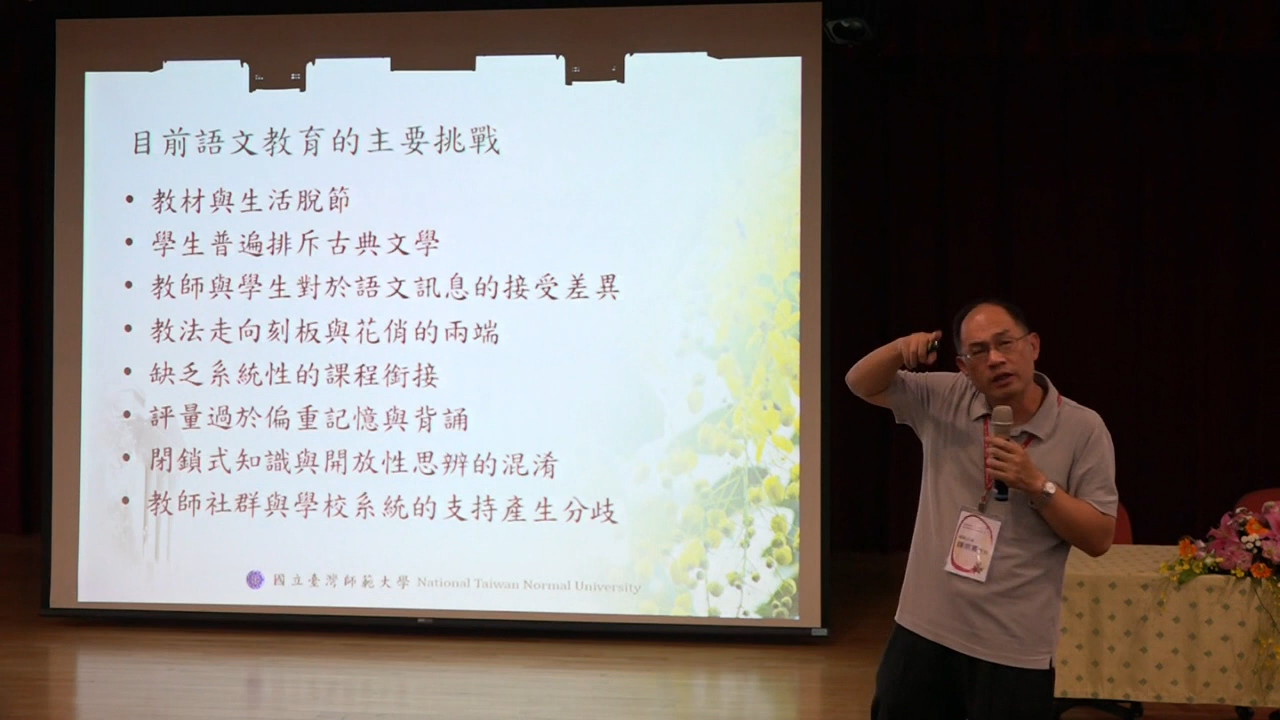 目前語文教育的主要挑戰
• 教材與生活脫節
• 學生普遍排斥古典文學
• 教師與學生對於語文訊息的接受差異
• 教法走向刻板與花俏的兩端
• 缺乏系統性的課程銜接
• 評量過於偏重記憶與背誦
• 閉鎖式知識與開放性思辨的混淆
• 教師社群與學校系統的支持產生分歧
國立臺灣師範大學 National Taiwan Normal University